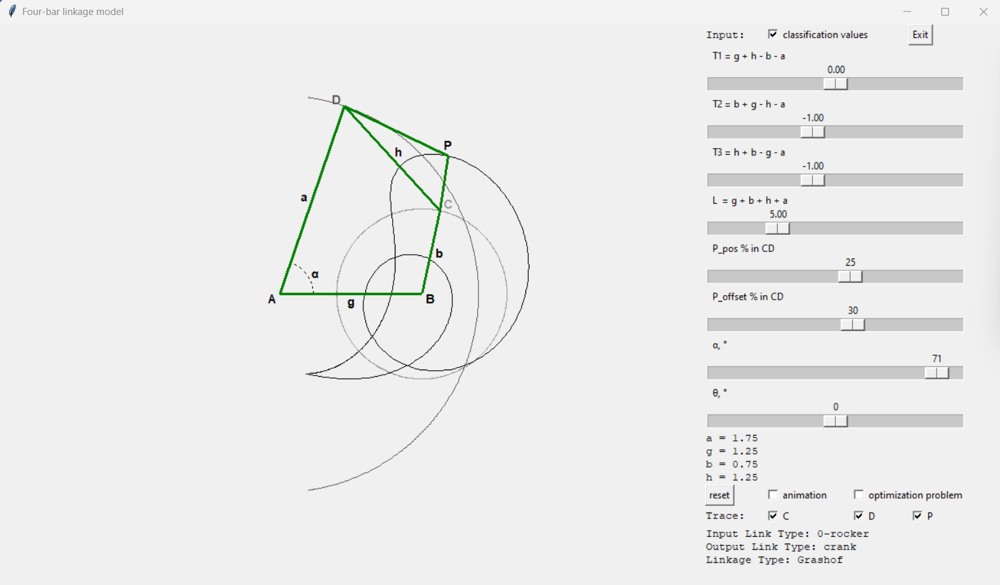 Four-bar linkage model
Input: classification values Exit
T1 = g + h - b - a
0.00
T2 = b + g - h - a
-1.00
T3 = h + b - g - a
-1.00
L = g + b + h + a
5.00
P_pos % in CD
25
P_offset % in CD
30
α, °
71
θ, °
0
a = 1.75
g = 1.25
b = 0.75
h = 1.25
reset animation optimization problem
Trace: C D P
Input Link Type: 0-rocker
Output Link Type: crank
Linkage Type: Grashof
D
P
h
a
C
b
α
A
g
B